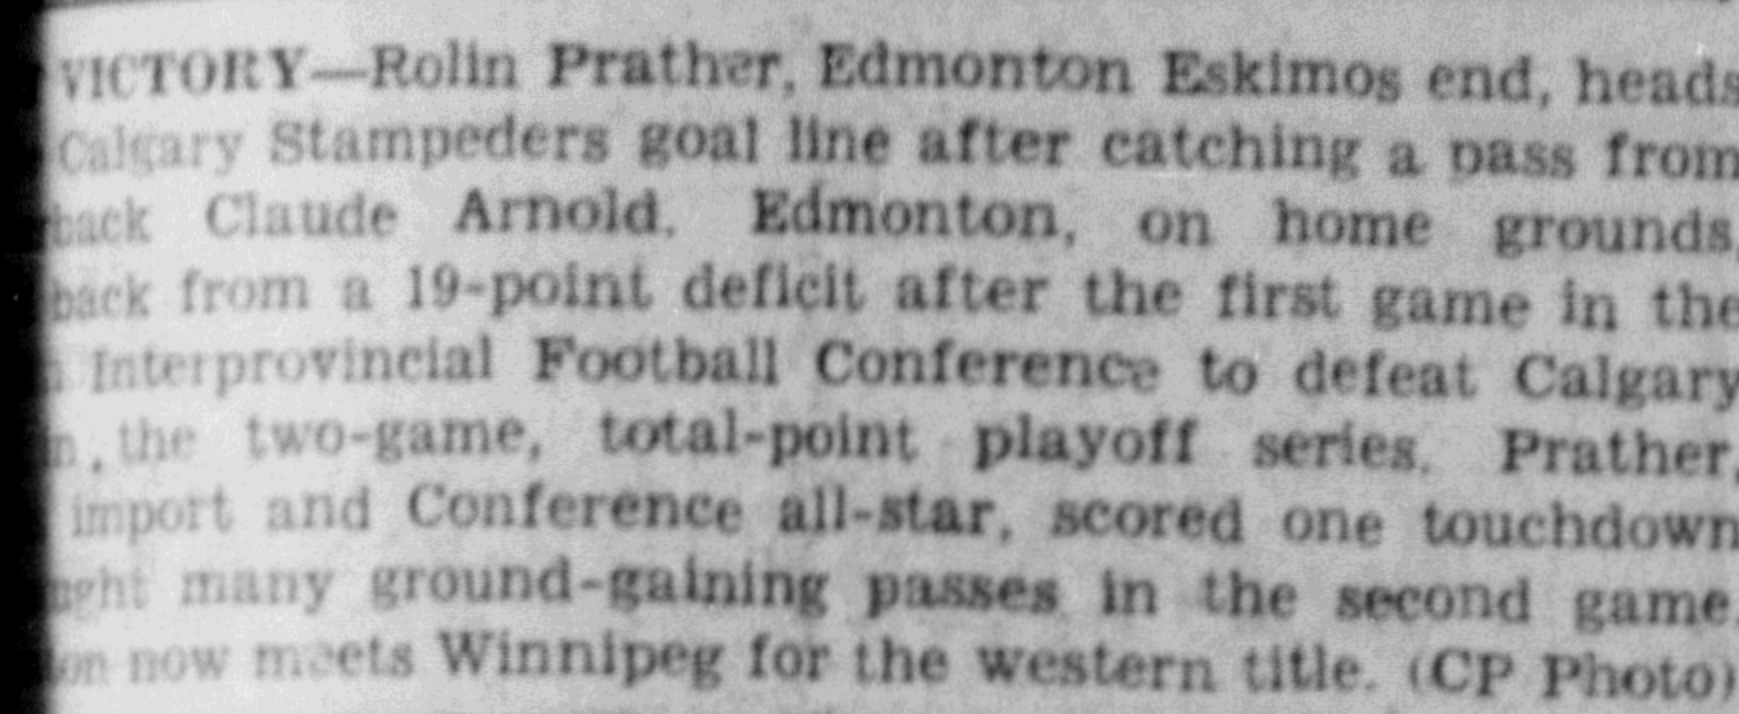 VICTORY—Rolin Prather, Edmonton Eskimos end, heads
Calgary Stampeders goal line after catching a pass from
back Claude Arnold. Edmonton, on home grounds,
back from a 19-point deficit after the first game in the
Interprovincial Football Conference to defeat Calgary
the two-game, total-point playoff series. Prather,
import and Conference all-star, scored one touchdown
ught many ground-gaining passes in the second game.
on now meets Winnipeg for the western title. (CP Photo)